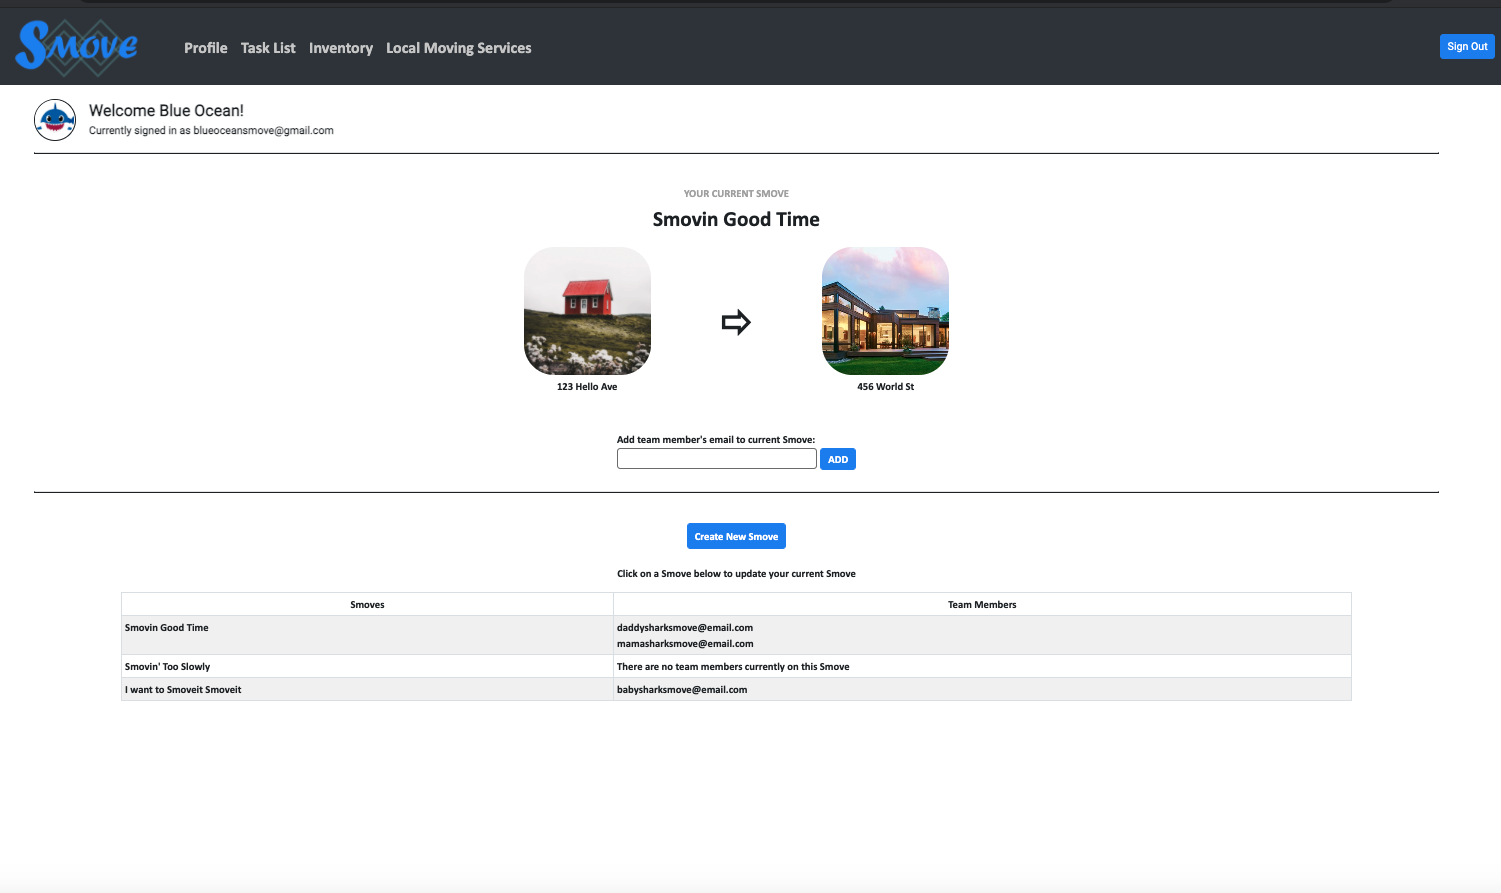 Smove
Profile Task List Inventory Local Moving Services
Sign Out
Welcome Blue Ocean!
Currently signed in as blueoceansmove@gmail.com
YOUR CURRENT SMOVE
Smovin Good Time
123 Hello Ave
456 World St
Add team member's email to current Smove:
ADD
Create New Smove
Click on a Smove below to update your current Smove
Smoves Team Members
Smovin Good Time daddysharksmove@email.com
mamasharksmove@email.com
Smovin' Too Slowly There are no team members currently on this Smove
I want to Smoveit Smoveit babysharksmove@email.com